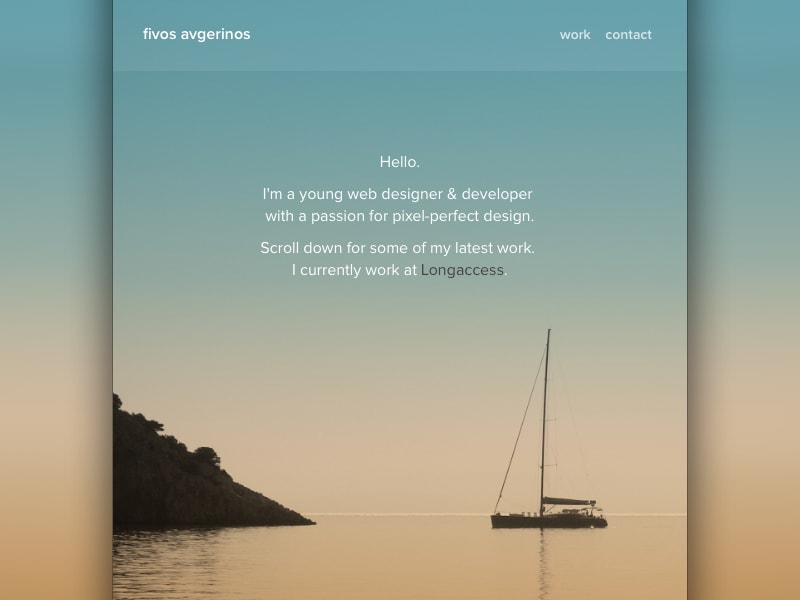 fivos avgerinos
work contact
Hello.
I'm a young web designer & developer
with a passion for pixel-perfect design.
Scroll down for some of my latest work.
I currently work at Longaccess.